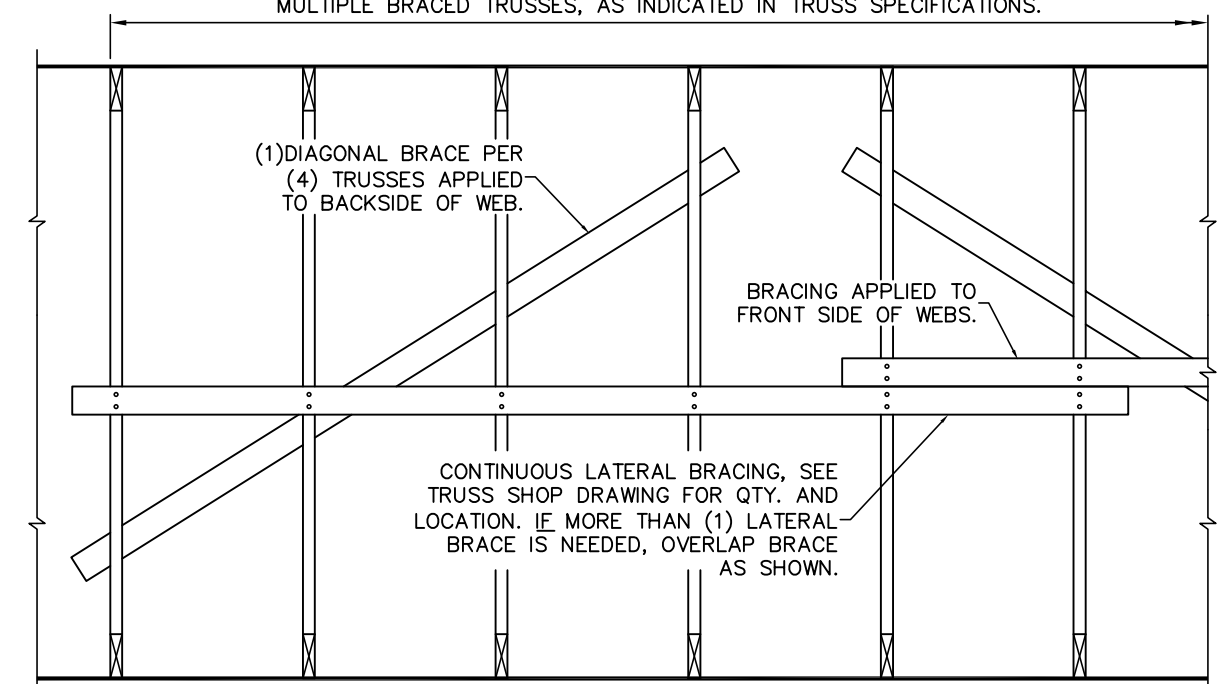 MULTIPLE BRACED TRUSSES, AS INDICATED IN TRUSS SPECIFICATIONS.
(1)DIAGONAL BRACE PER
(4) TRUSSES APPLIED
TO BACKSIDE OF WEB.
BRACING APPLIED TO
FRONT SIDE OF WEBS.
CONTINUOUS LATERAL BRACING, SEE
TRUSS SHOP DRAWING FOR QTY. AND
LOCATION. IF MORE THAN (1) LATERAL
BRACE IS NEEDED, OVERLAP BRACE
AS SHOWN.